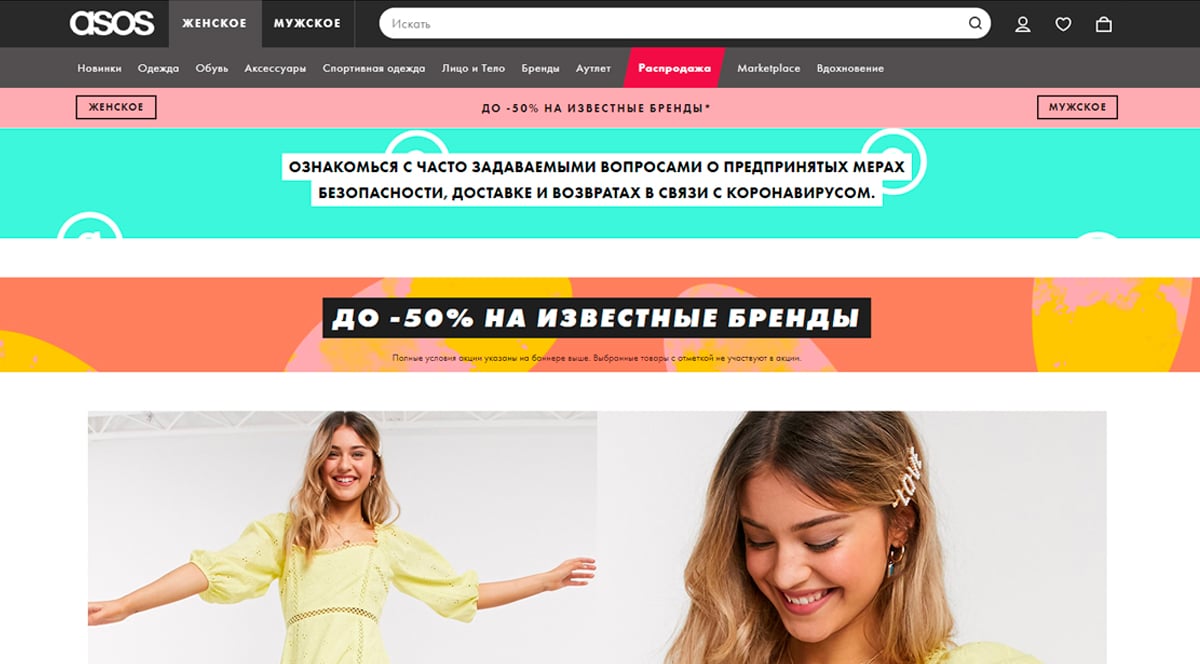 asos
ЖЕНСКОЕ
МУЖСКОЕ
Искать
Новинки
Одежда
Обувь
Аксессуары
Спортивная одежда
Лицо и Тело
Бренды
Аутлет
Распродажа
Marketplace
Вдохновение
ЖЕНСКОЕ
ДО -50% НА ИЗВЕСТНЫЕ БРЕНДЫ*
МУЖСКОЕ
ОЗНАКОМЬСЯ С ЧАСТО ЗАДАВАЕМЫМИ ВОПРОСАМИ О ПРЕДПРИНЯТЫХ МЕРАХ
БЕЗОПАСНОСТИ, ДОСТАВКЕ И ВОЗВРАТАХ В СВЯЗИ С КОРОНАВИРУСОМ.
ДО -50% НА ИЗВЕСТНЫЕ БРЕНДЫ
Полные условия акции указаны на баннере выше. Выбранные товары с отметкой не участвуют в акции.
LOVE